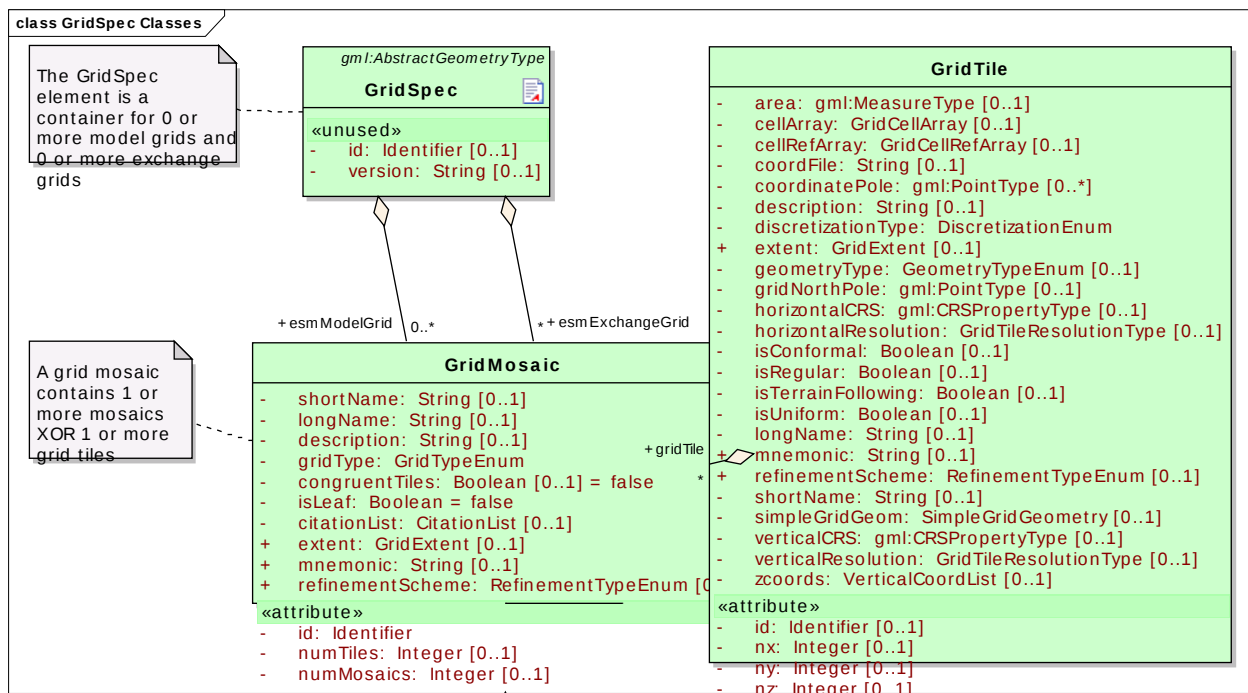 class GridSpec Classes
The GridSpec
element is a
container for 0 or
more model grids and
0 or more exchange
grids
gml:AbstractGeometryType
GridSpec
«unused»
- id: Identifier [0..1]
- version: String [0..1]
+esmModelGrid
0..*
*
+esmExchangeGrid
A grid mosaic
contains 1 or
more mosaics
XOR 1 or more
grid tiles
GridMosaic
- shortName: String [0..1]
- longName: String [0..1]
- description: String [0..1]
- gridType: GridTypeEnum
- congruentTiles: Boolean [0..1] = false
- isLeaf: Boolean = false
- citationList: CitationList [0..1]
+ extent: GridExtent [0..1]
+ mnemonic: String [0..1]
+ refinementScheme: RefinementTypeEnum [0
«attribute»
- id: Identifier
- numTiles: Integer [0..1]
- numMosaics: Integer [0..1]
+gridTile
*
GridTile
- area: gml:MeasureType [0..1]
- cellArray: GridCellArray [0..1]
- cellRefArray: GridCellRefArray [0..1]
- coordFile: String [0..1]
- coordinatePole: gml:PointType [0..*]
- description: String [0..1]
- discretizationType: DiscretizationEnum
+ extent: GridExtent [0..1]
- geometryType: GeometryTypeEnum [0..1]
- gridNorthPole: gml:PointType [0..1]
- horizontalCRS: gml:CRSPropertyType [0..1]
- horizontalResolution: GridTileResolutionType [0..1]
- isConformal: Boolean [0..1]
- isRegular: Boolean [0..1]
- isTerrainFollowing: Boolean [0..1]
- isUniform: Boolean [0..1]
- longName: String [0..1]
+ mnemonic: String [0..1]
+ refinementScheme: RefinementTypeEnum [0..1]
- shortName: String [0..1]
- simpleGridGeom: SimpleGridGeometry [0..1]
- verticalCRS: gml:CRSPropertyType [0..1]
- verticalResolution: GridTileResolutionType [0..1]
- zcoords: VerticalCoordList [0..1]
«attribute»
- id: Identifier [0..1]
- nx: Integer [0..1]
- ny: Integer [0..1]
- nz: Integer [0..1]